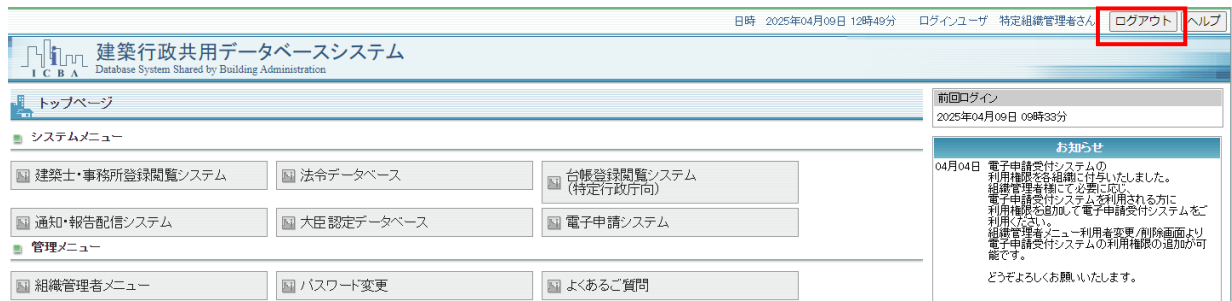 日時 2025年04月09日 12時49分 ログインユーザ 特定組織管理者さん ログアウト ヘルプ
ICBA
建築行政共用データベースシステム
Database System Shared by Building Administration
トップページ
システムメニュー
建築士・事務所登録閲覧システム
法令データベース
台帳登録閲覧システム
(特定行政庁向)
通知・報告配信システム
大臣認定データベース
電子申請システム
管理メニュー
組織管理者メニュー
パスワード変更
よくあるご質問
前回ログイン
2025年04月09日 09時33分
お知らせ
04月04日 電子申請受付システムの
利用権限を各組織に付与いたしました。
組織管理者様にて必要に応じ、
電子申請受付システムを利用される方に
利用権限を追加して電子申請受付システムをご
利用ください。
組織管理者メニュー利用者変更/削除画面より
電子申請受付システムの利用権限の追加が可
能です。
どうぞよろしくお願いいたします。